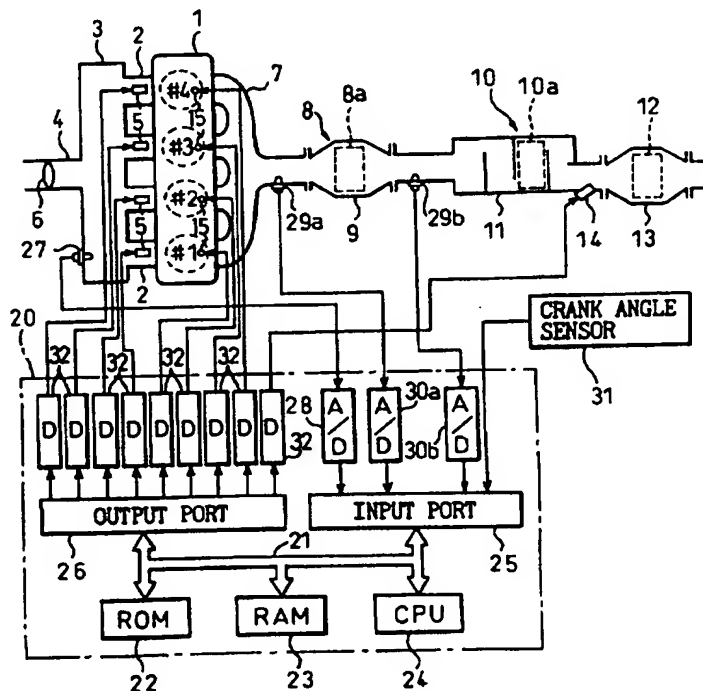 1
3
2
7
10
10a
12
8
8a
#4
15
4
5
#3
6
#2
29a
9
29b
11
14
13
27
5
15
#1
2
20
32
32
32
32
CRANK ANGLE
SENSOR
31
28
30a
30b
D D D D D D D D D
32
A/D
A/D
A/D
OUTPUT PORT
INPUT PORT
26
21
25
ROM
RAM
CPU
22
23
24